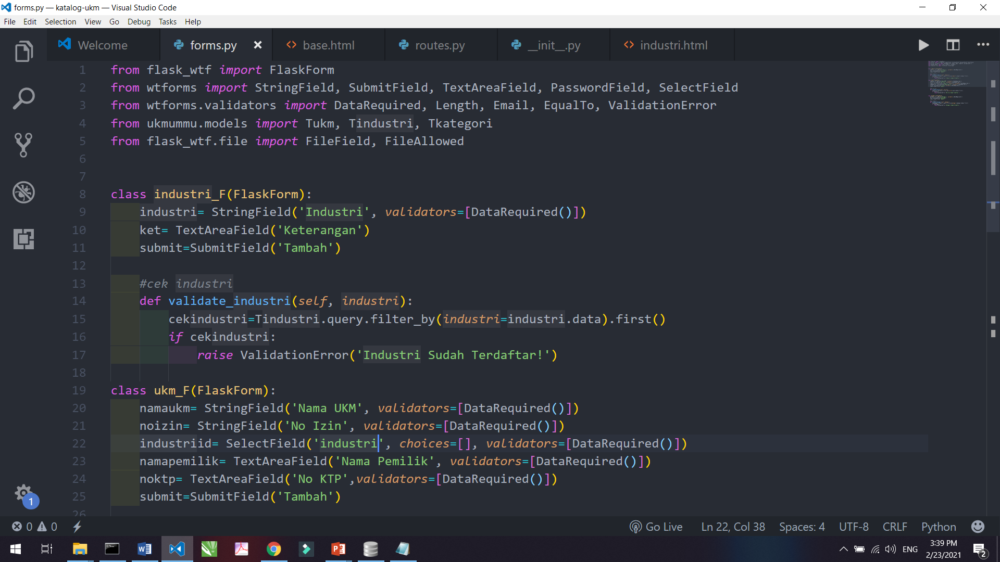 forms.py — katalog-ukm — Visual Studio Code
File Edit Selection View Go Debug Tasks Help
Welcome forms.py base.html routes.py __init__.py industri.html
1 from flask_wtf import FlaskForm
2 from wtforms import StringField, SubmitField, TextAreaField, PasswordField, SelectField
3 from wtforms.validators import DataRequired, Length, Email, EqualTo, ValidationError
4 from ukmummu.models import Tukm, Tindustri, Tkategori
5 from flask_wtf.file import FileField, FileAllowed
6
7
8 class industri_F(FlaskForm):
9     industri= StringField('Industri', validators=[DataRequired()])
10     ket= TextAreaField('Keterangan')
11     submit=SubmitField('Tambah')
12
13     #cek industri
14     def validate_industri(self, industri):
15         cekindustri=Tindustri.query.filter_by(industri=industri.data).first()
16         if cekindustri:
17             raise ValidationError('Industri Sudah Terdaftar!')
18
19 class ukm_F(FlaskForm):
20     namaukm= StringField('Nama UKM', validators=[DataRequired()])
21     noizin= StringField('No Izin', validators=[DataRequired()])
22     industriid= SelectField('industri', choices=[], validators=[DataRequired()])
23     namapemilik= TextAreaField('Nama Pemilik', validators=[DataRequired()])
24     noktp= TextAreaField('No KTP',validators=[DataRequired()])
25     submit=SubmitField('Tambah')
26
1
0 0 Go Live Ln 22, Col 38 Spaces: 4 UTF-8 CRLF Python
ENG 3:39 PM
2/23/2021 2